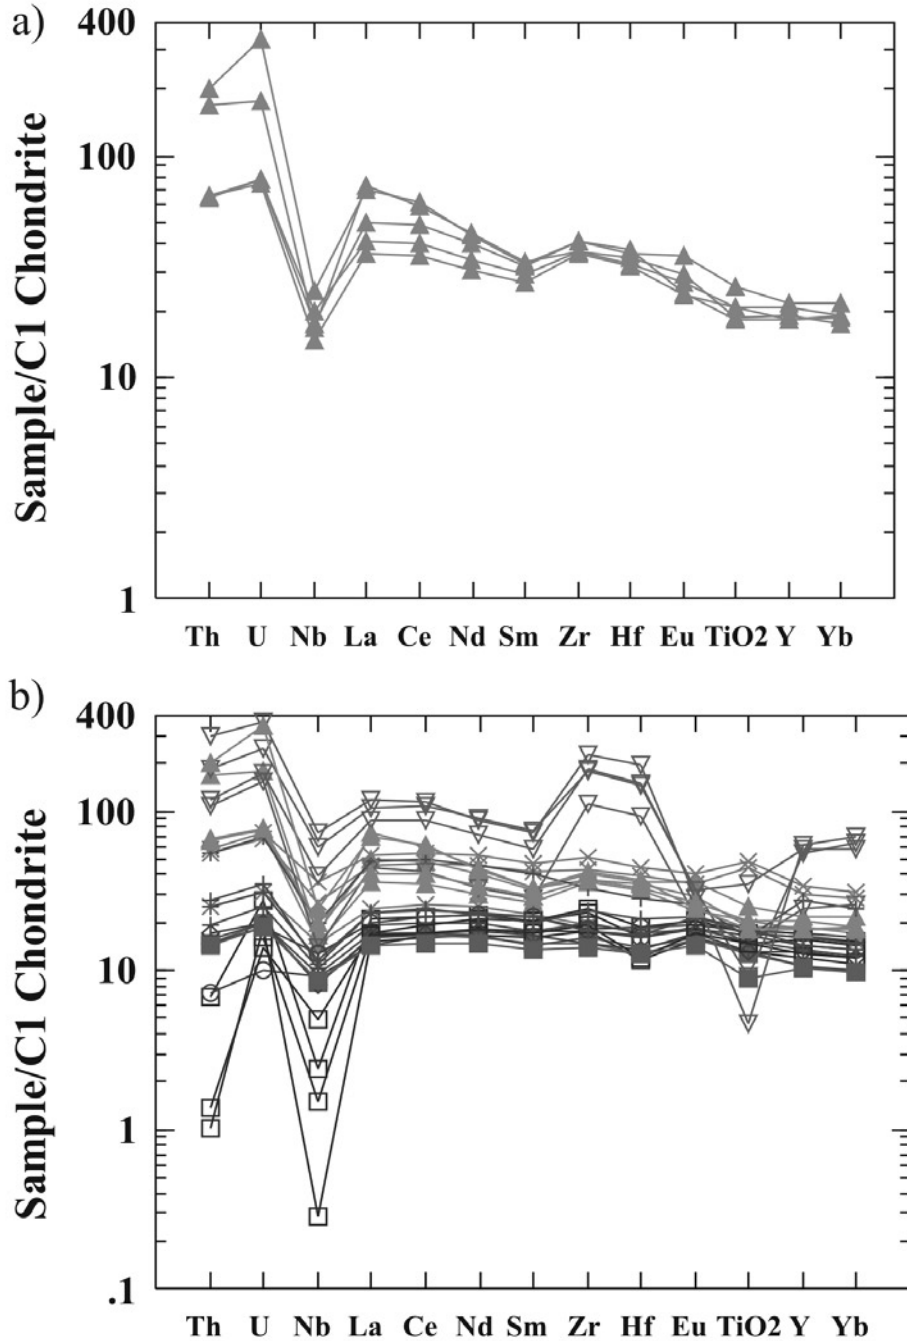 a)
400
100
10
1
Sample/C1 Chondrite
Th U Nb La Ce Nd Sm Zr Hf Eu TiO2 Y Yb
b)
400
100
10
1
.1
Sample/C1 Chondrite
Th U Nb La Ce Nd Sm Zr Hf Eu TiO2 Y Yb